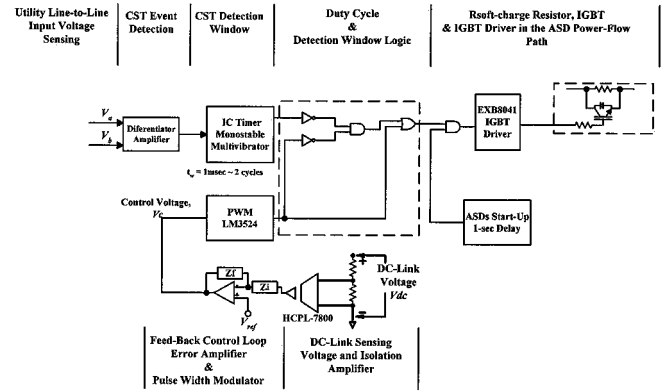 Utility Line-to-Line
Input Voltage
Sensing
CST Event
Detection
CST Detection
Window
Duty Cycle
&
Detection Window Logic
Rsoft-charge Resistor, IGBT
& IGBT Driver in the ASD Power-Flow
Path
Va
Vb
Diferentiator
Amplifier
IC Timer
Monostable
Multivibrator
tw = 1msec ~ 2 cycles
EXB8041
IGBT
Driver
Control Voltage,
Vc
PWM
LM3524
ASDs Start-Up
1-sec Delay
Zf
Zi
Vref
HCPL-7800
DC-Link
Voltage
Vdc
Feed-Back Control Loop
Error Amplifier
&
Pulse Width Modulator
DC-Link Sensing
Voltage and Isolation
Amplifier